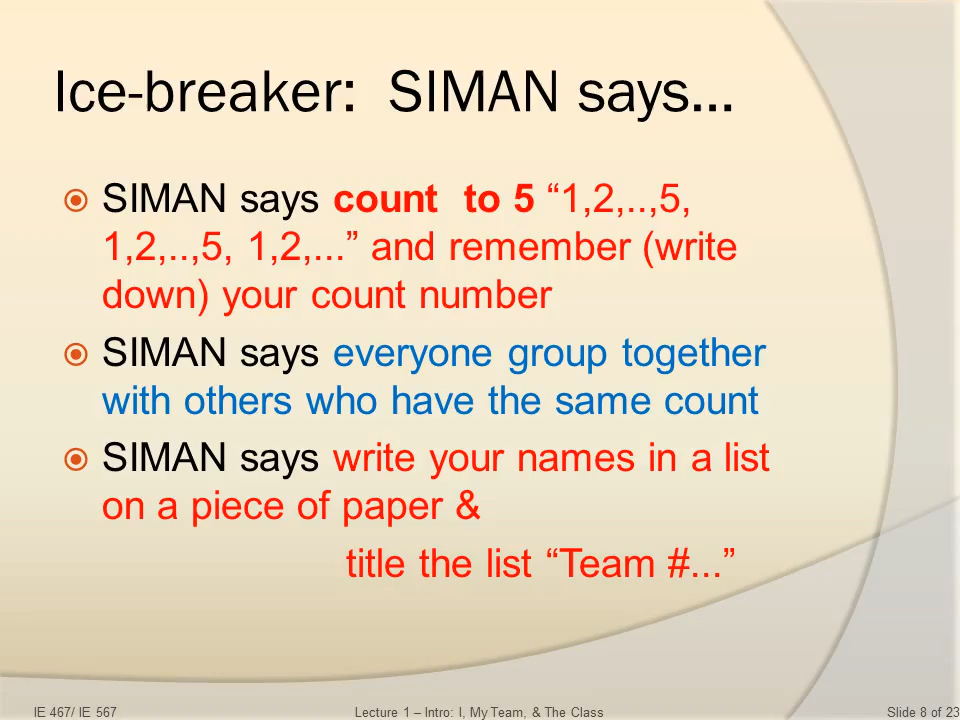 Ice-breaker:  SIMAN says...
SIMAN says count  to 5 “1,2,..,5,
1,2,..,5, 1,2,...” and remember (write
down) your count number
SIMAN says everyone group together
with others who have the same count
SIMAN says write your names in a list
on a piece of paper &
title the list “Team #...”
IE 467/ IE 567
Lecture 1 – Intro: I, My Team, & The Class
Slide 8 of 23